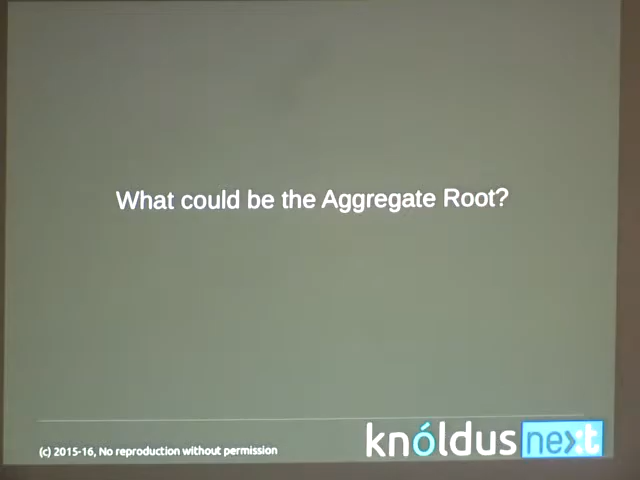 What could be the Aggregate Root?
(c) 2015-16, No reproduction without permission
knóldus next